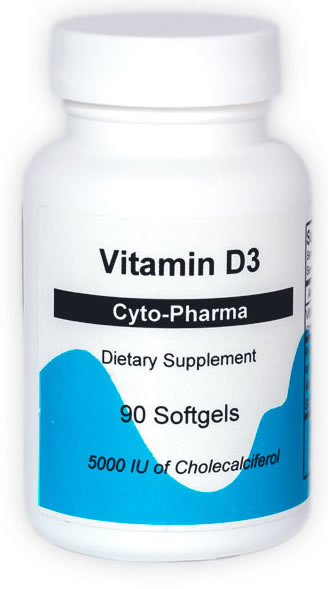 Vitamin D3
Cyto-Pharma
Dietary Supplement
90 Softgels
5000 IU of Cholecalciferol